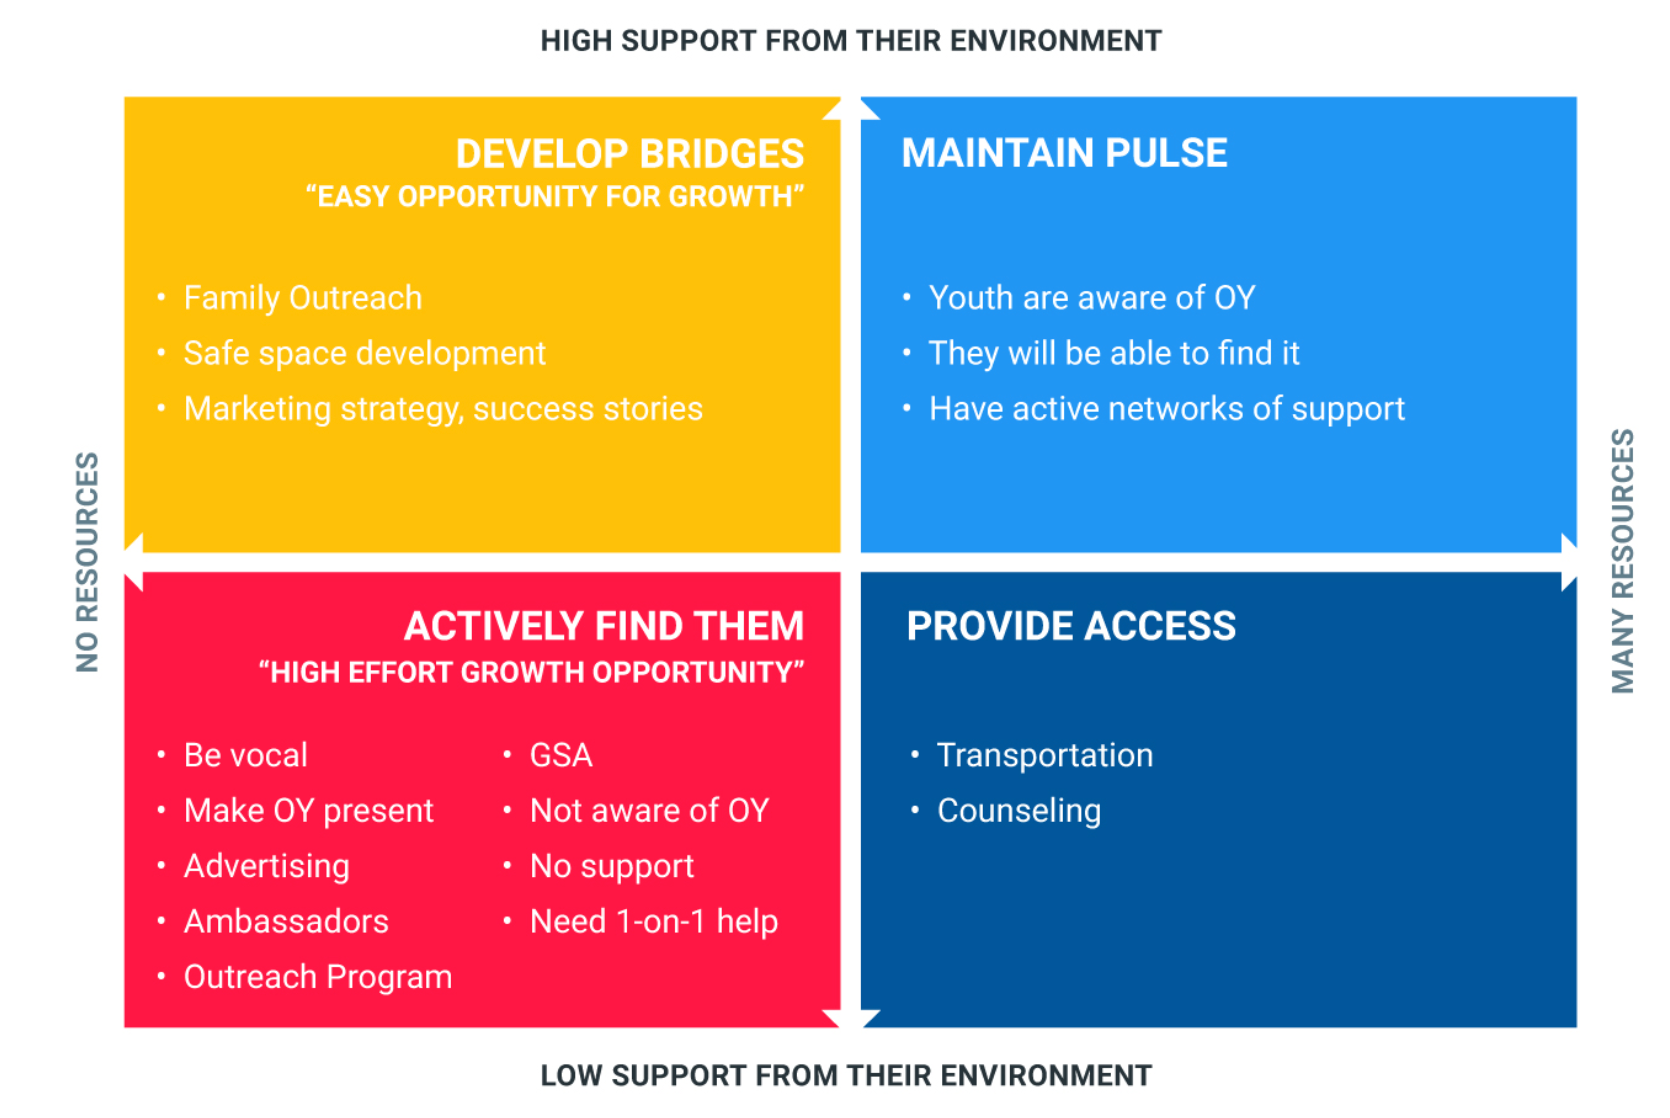 HIGH SUPPORT FROM THEIR ENVIRONMENT
DEVELOP BRIDGES
“EASY OPPORTUNITY FOR GROWTH”
• Family Outreach
• Safe space development
• Marketing strategy, success stories
MAINTAIN PULSE
• Youth are aware of OY
• They will be able to find it
• Have active networks of support
NO RESOURCES
MANY RESOURCES
ACTIVELY FIND THEM
“HIGH EFFORT GROWTH OPPORTUNITY”
• Be vocal
• Make OY present
• Advertising
• Ambassadors
• Outreach Program
• GSA
• Not aware of OY
• No support
• Need 1-on-1 help
PROVIDE ACCESS
• Transportation
• Counseling
LOW SUPPORT FROM THEIR ENVIRONMENT